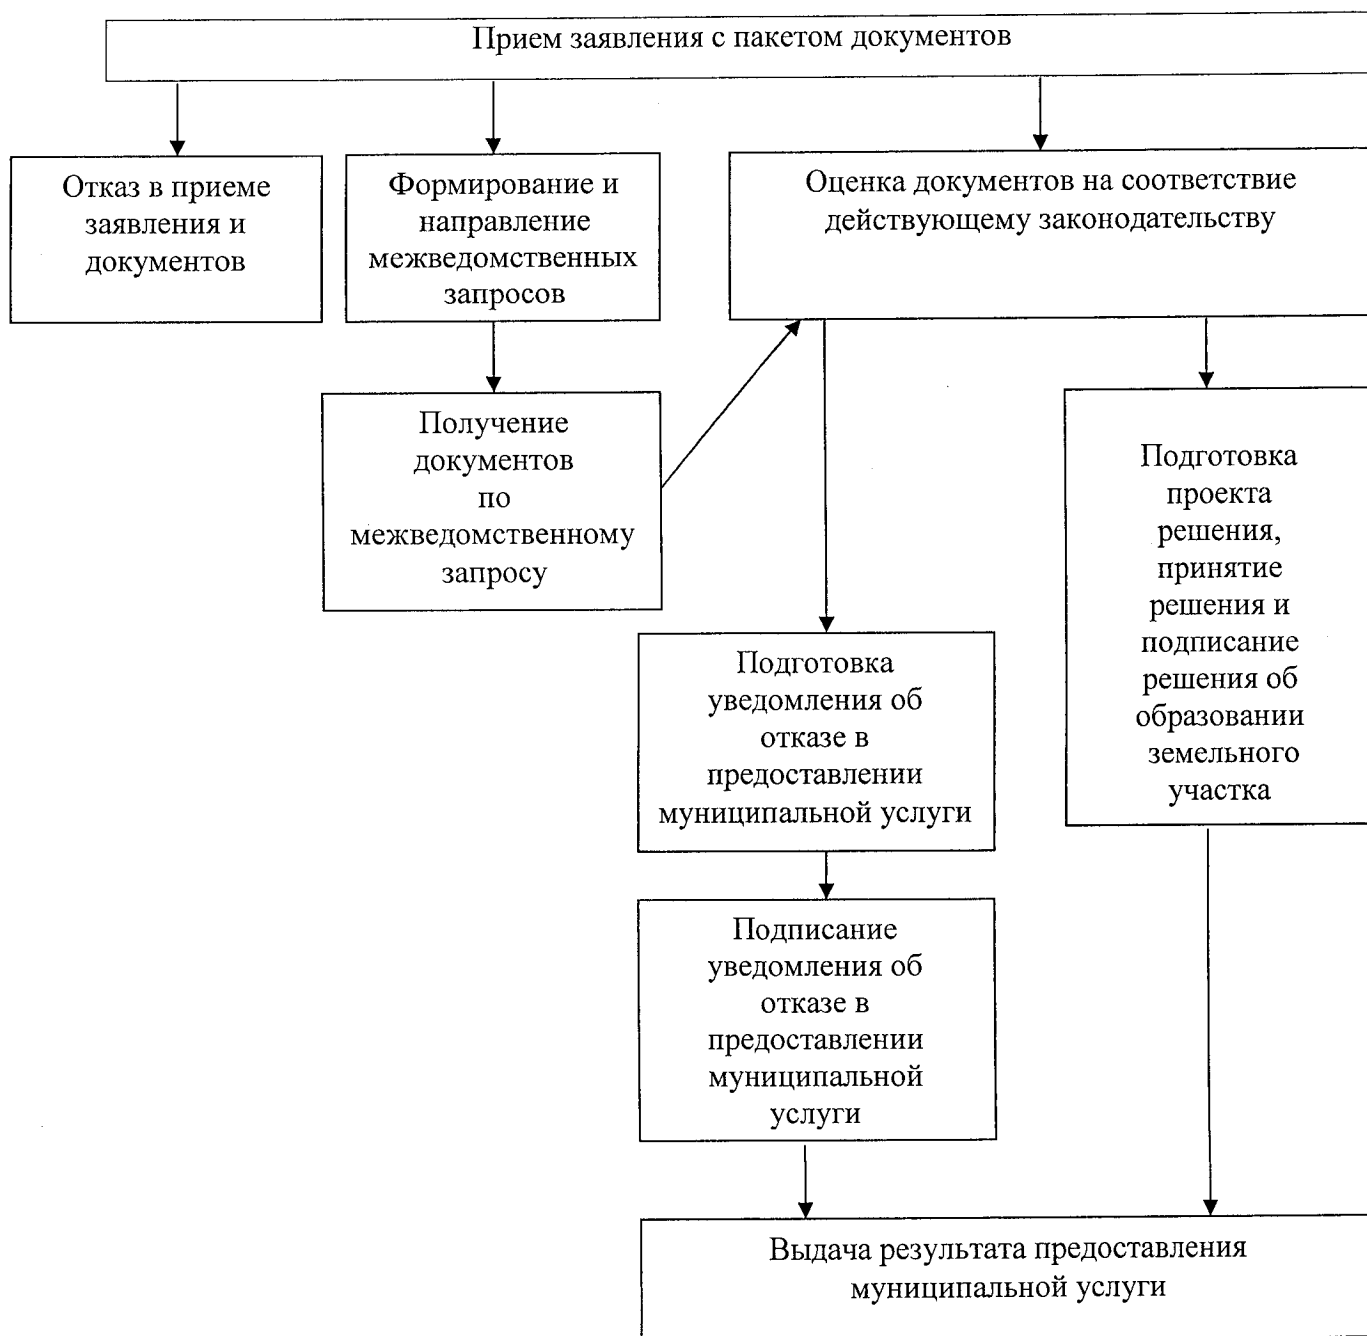 Прием заявления с пакетом документов
Отказ в приеме
заявления и
документов
Формирование и
направление
межведомственных
запросов
Оценка документов на соответствие
действующему законодательству
Получение
документов
по
межведомственному
запросу
Подготовка
проекта
решения,
принятие
решения и
подписание
решения об
образовании
земельного
участка
Подготовка
уведомления об
отказе в
предоставлении
муниципальной услуги
Подписание
уведомления об
отказе в
предоставлении
муниципальной
услуги
Выдача результата предоставления
муниципальной услуги